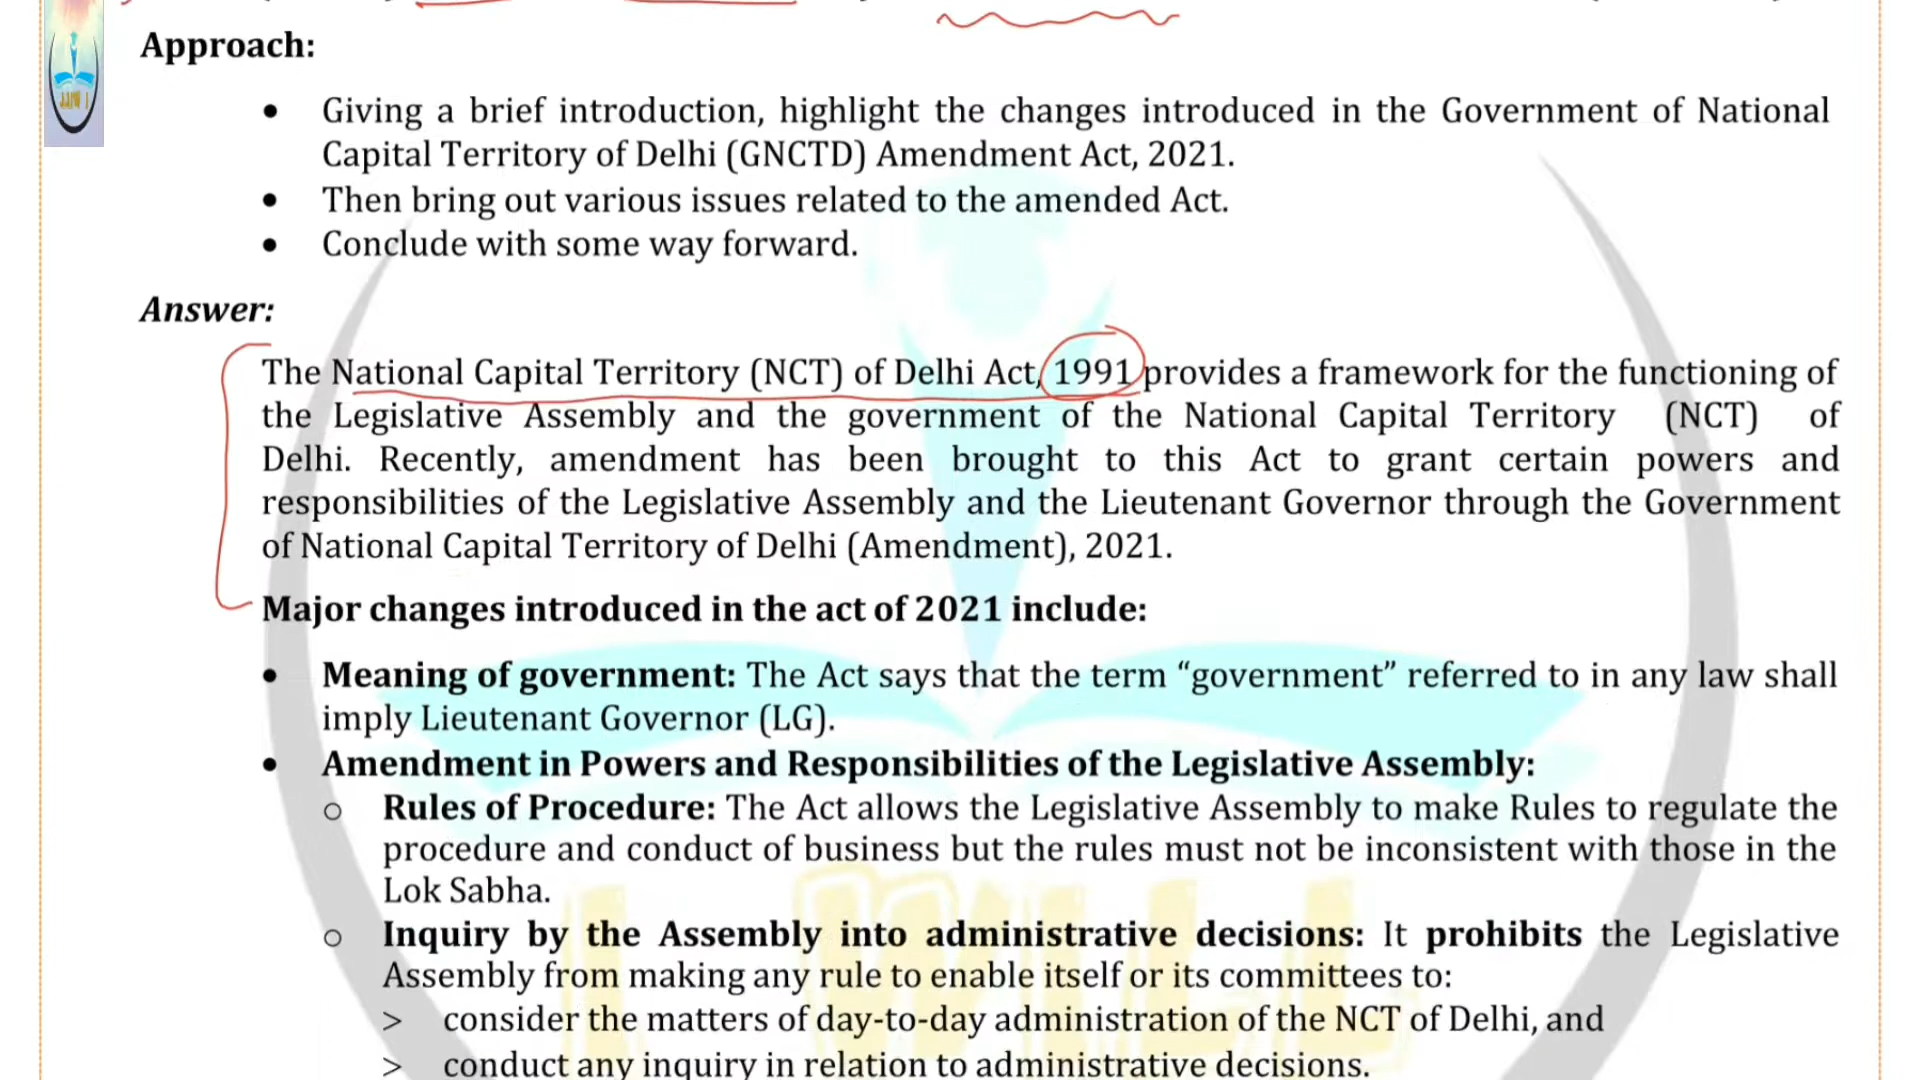 Approach:
• Giving a brief introduction, highlight the changes introduced in the Government of National
Capital Territory of Delhi (GNCTD) Amendment Act, 2021.
• Then bring out various issues related to the amended Act.
• Conclude with some way forward.
Answer:
The National Capital Territory (NCT) of Delhi Act, 1991 provides a framework for the functioning of
the Legislative Assembly and the government of the National Capital Territory (NCT) of
Delhi. Recently, amendment has been brought to this Act to grant certain powers and
responsibilities of the Legislative Assembly and the Lieutenant Governor through the Government
of National Capital Territory of Delhi (Amendment), 2021.
Major changes introduced in the act of 2021 include:
• Meaning of government: The Act says that the term “government” referred to in any law shall
imply Lieutenant Governor (LG).
• Amendment in Powers and Responsibilities of the Legislative Assembly:
o Rules of Procedure: The Act allows the Legislative Assembly to make Rules to regulate the
procedure and conduct of business but the rules must not be inconsistent with those in the
Lok Sabha.
o Inquiry by the Assembly into administrative decisions: It prohibits the Legislative
Assembly from making any rule to enable itself or its committees to:
> consider the matters of day-to-day administration of the NCT of Delhi, and
> conduct any inquiry in relation to administrative decisions.
I WILL